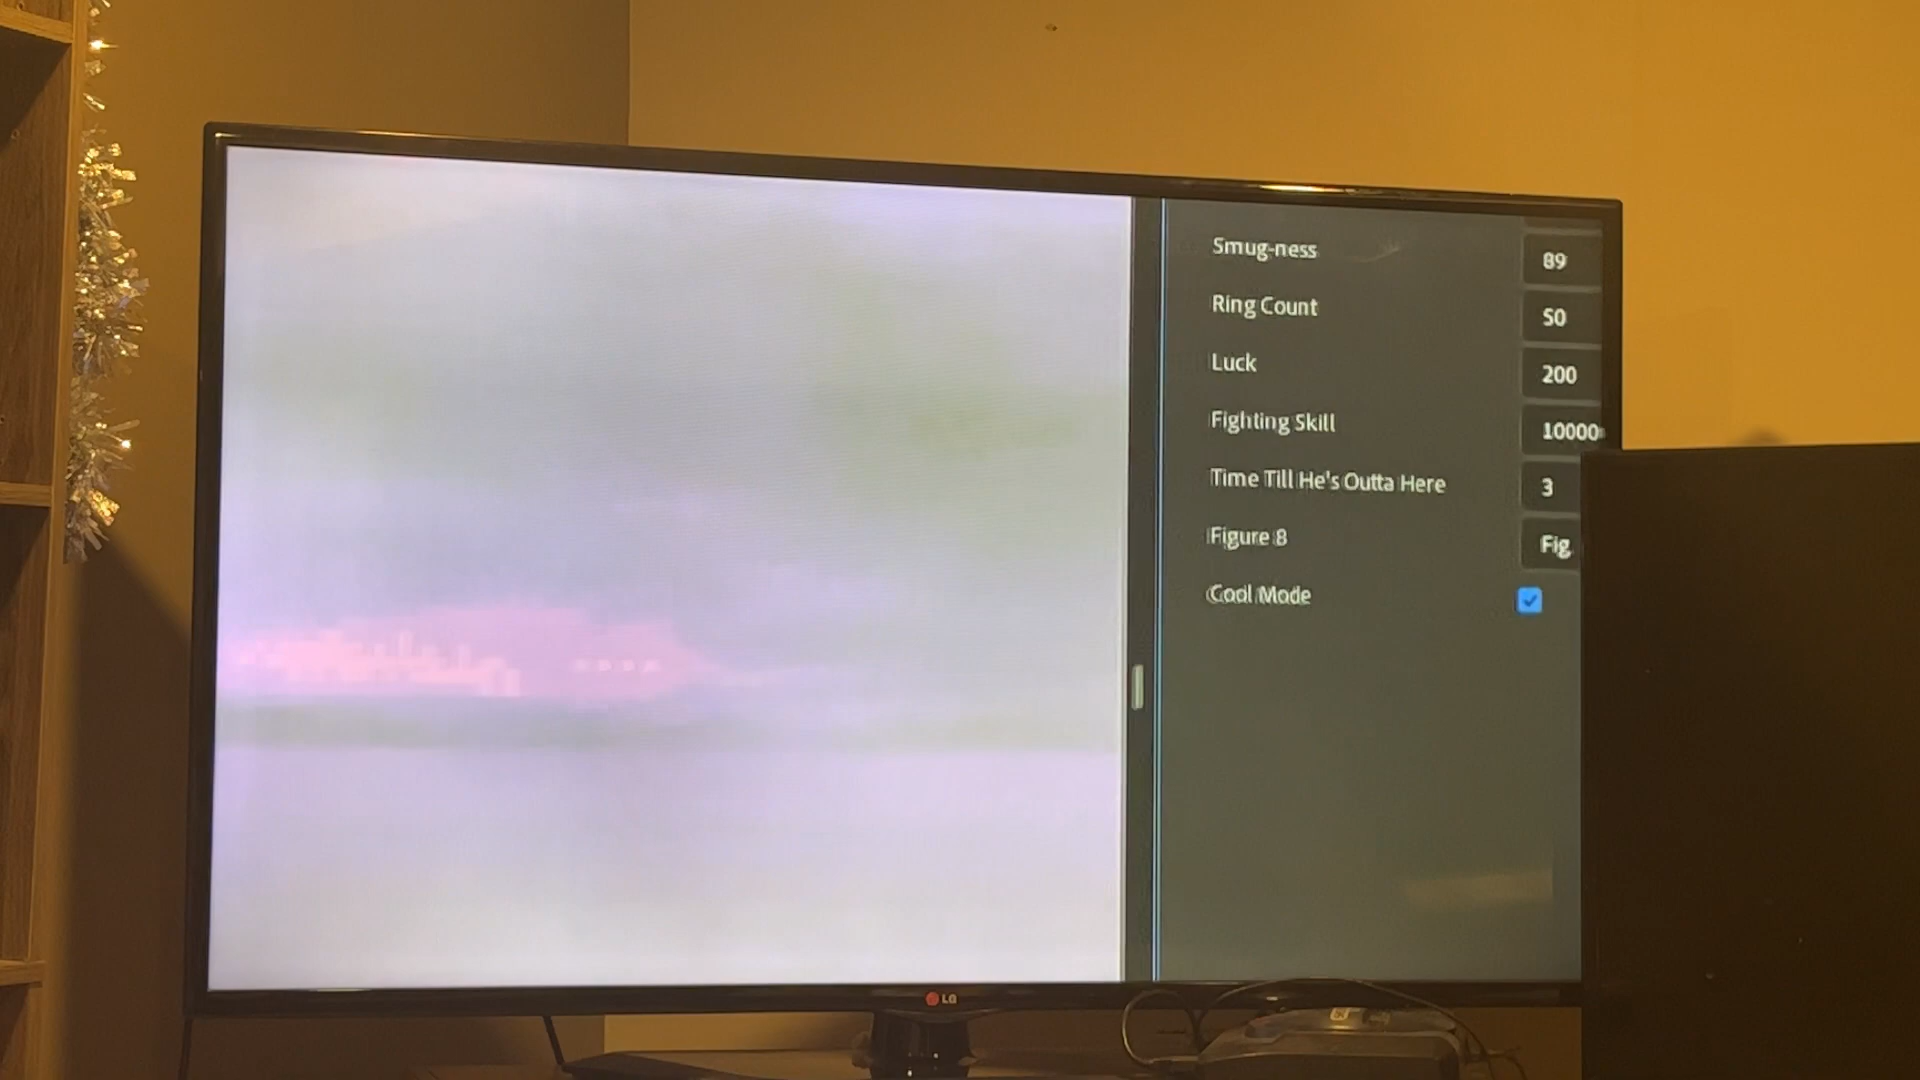 Smug-ness 89
Ring Count 50
Luck 200
Fighting Skill 10000
Time Till He's Outta Here 3
Figure 8 Fig
Cool Mode
LG